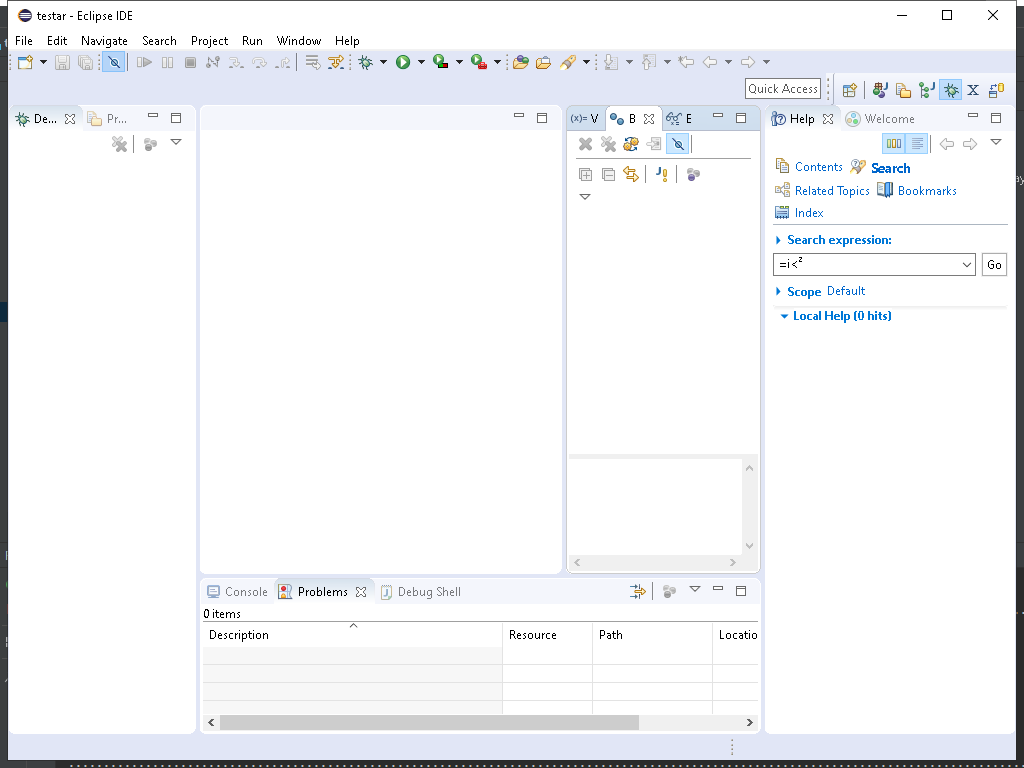 testar - Eclipse IDE
File Edit Navigate Search Project Run Window Help
Quick Access
De...
Pr...
(x)= V
B
E
Help
Welcome
Contents
Search
Related Topics
Bookmarks
Index
Search expression:
=i<²
Go
Scope Default
Local Help (0 hits)
Console
Problems
Debug Shell
0 items
Description
Resource
Path
Locatio